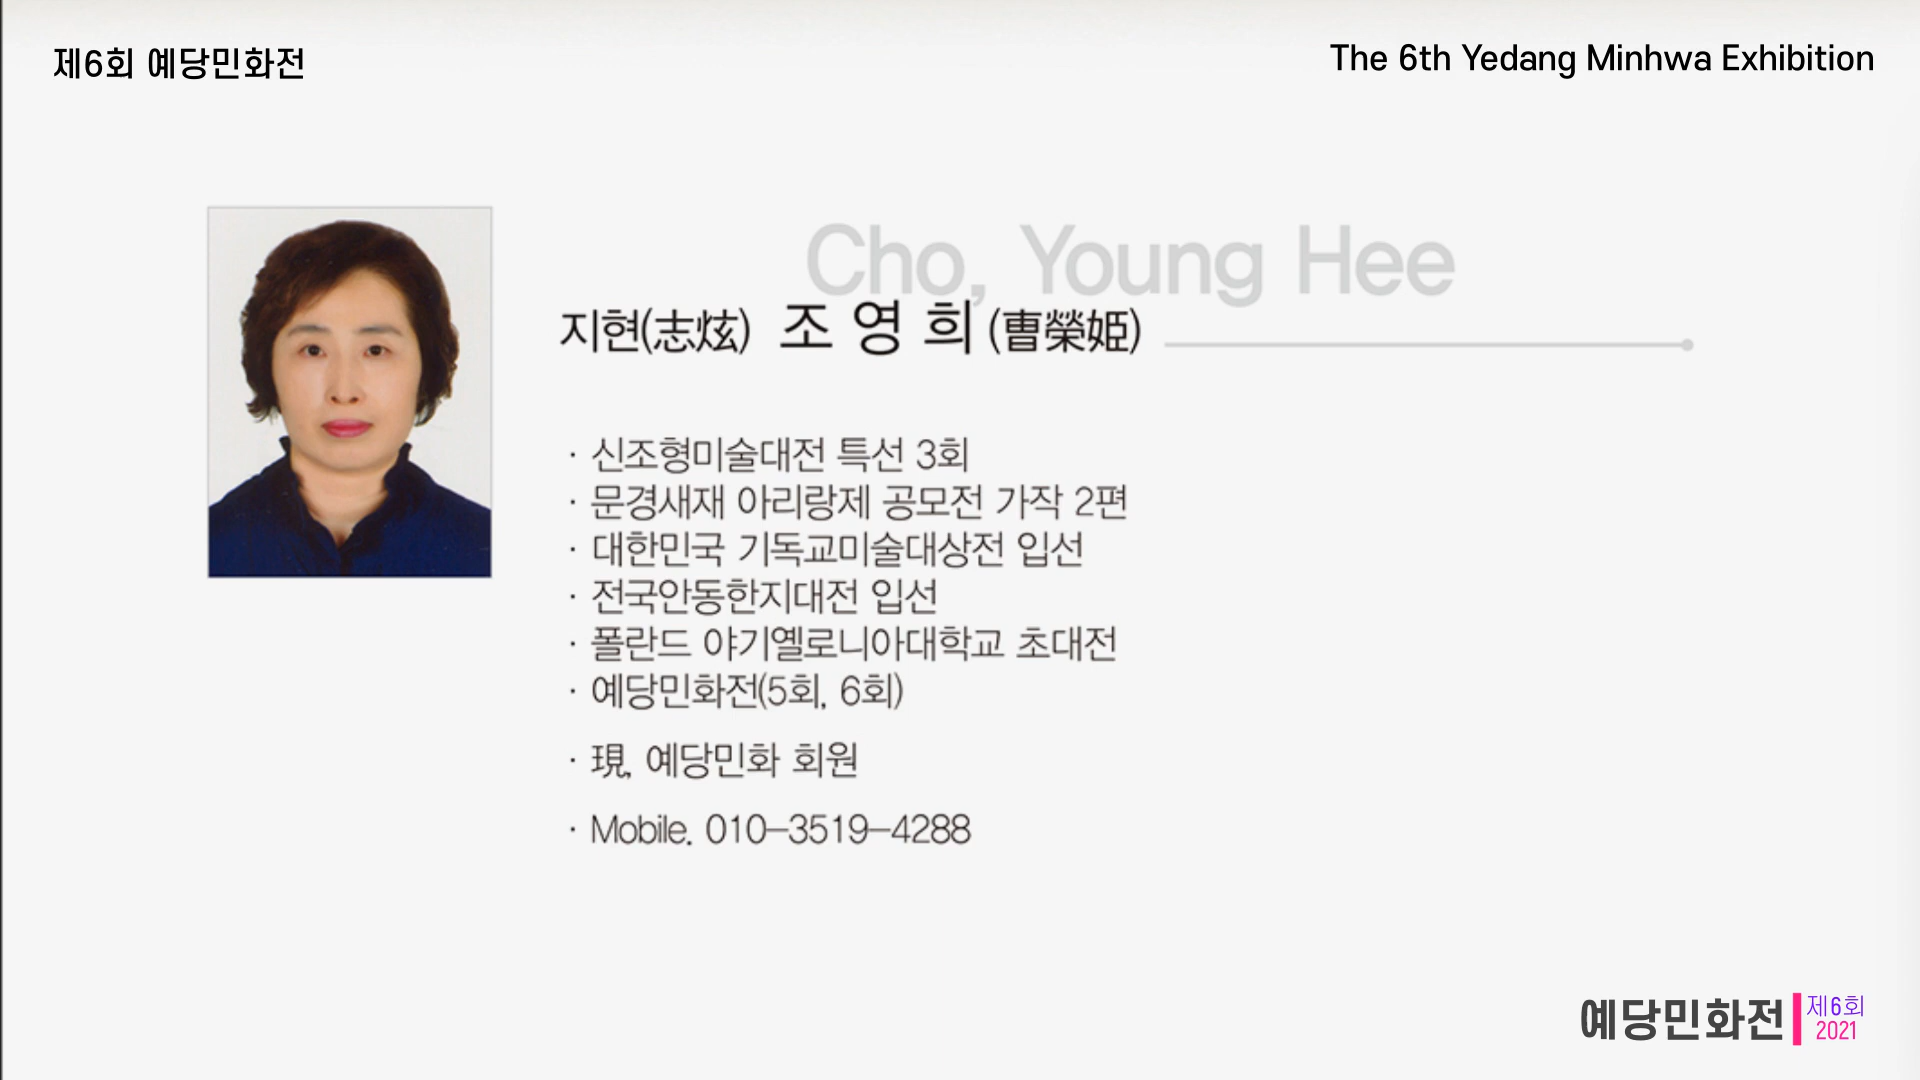 제6회 예당민화전
The 6th Yedang Minhwa Exhibition
Cho, Young Hee
지현(志炫) 조 영 희 (曺榮姬)
· 신조형미술대전 특선 3회
· 문경새재 아리랑제 공모전 가작 2편
· 대한민국 기독교미술대상전 입선
· 전국안동한지대전 입선
· 폴란드 야기옐로니아대학교 초대전
· 예당민화전(5회, 6회)
· 現, 예당민화 회원
· Mobile. 010-3519-4288
예당민화전
제6회
2021